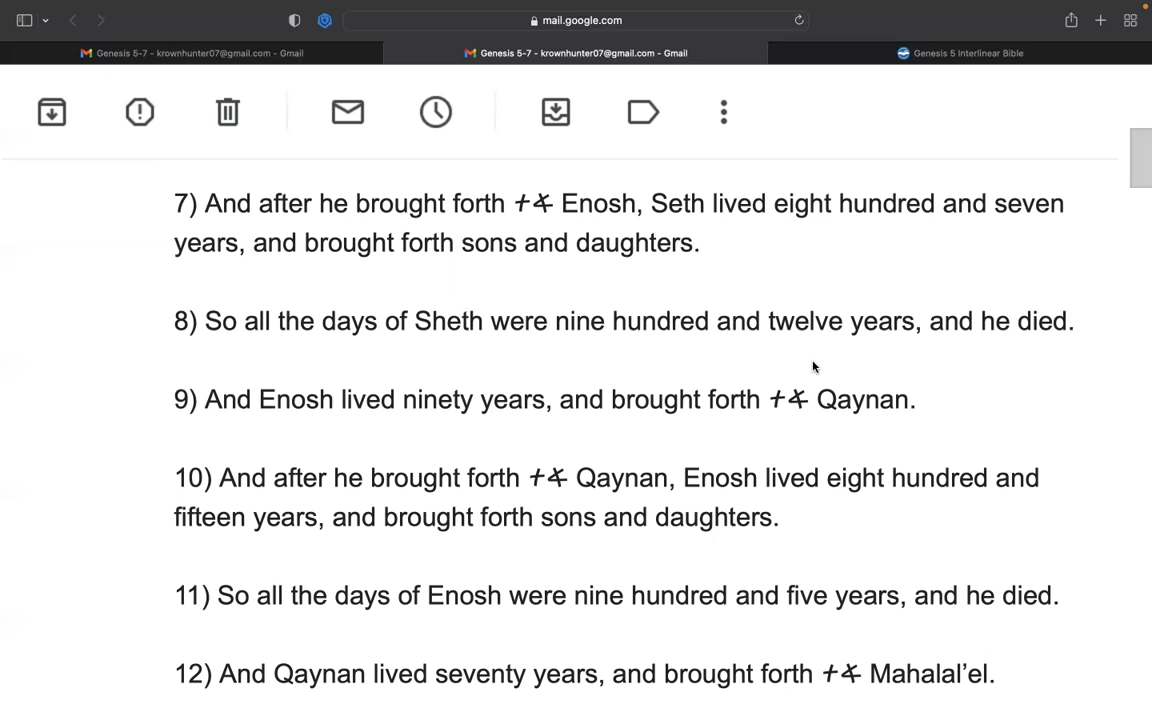 mail.google.com
Genesis 5-7 - krownhunter07@gmail.com - Gmail
Genesis 5-7 - krownhunter07@gmail.com - Gmail
Genesis 5 Interlinear Bible
7) And after he brought forth 𐤕𐤀 Enosh, Seth lived eight hundred and seven
years, and brought forth sons and daughters.
8) So all the days of Sheth were nine hundred and twelve years, and he died.
9) And Enosh lived ninety years, and brought forth 𐤕𐤀 Qaynan.
10) And after he brought forth 𐤕𐤀 Qaynan, Enosh lived eight hundred and
fifteen years, and brought forth sons and daughters.
11) So all the days of Enosh were nine hundred and five years, and he died.
12) And Qaynan lived seventy years, and brought forth 𐤕𐤀 Mahalal’el.